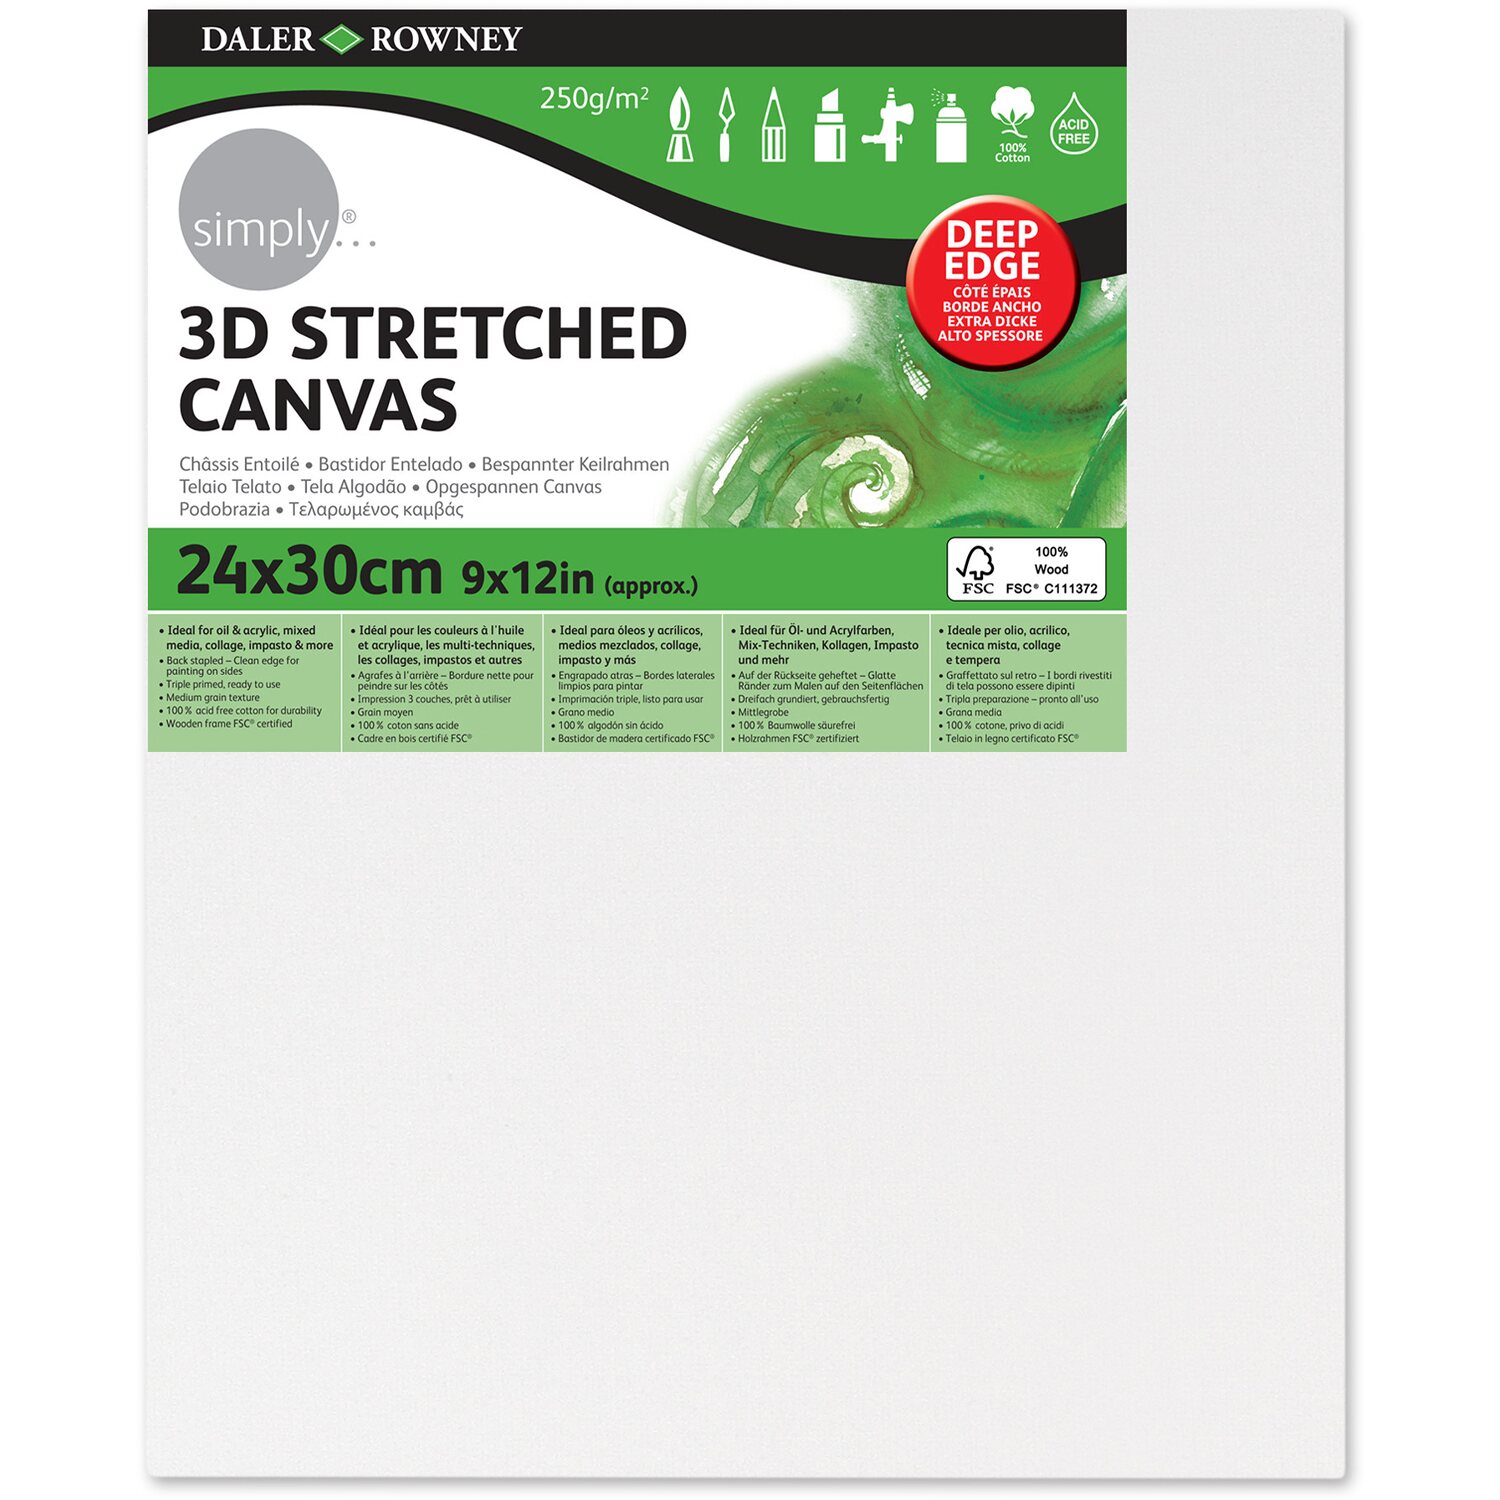 DALER ROWNEY
250g/m²
100%
Cotton
ACID
FREE
simply®...
DEEP
EDGE
CÔTÉ ÉPAIS
BORDE ANCHO
EXTRA DICKE
ALTO SPESSORE
3D STRETCHED
CANVAS
Châssis Entoilé • Bastidor Entelado • Bespannter Keilrahmen
Telaio Telato • Tela Algodão • Opgespannen Canvas
Podobrazia • Τελαρωμένος καμβάς
24x30cm 9x12in (approx.)
FSC®
100%
Wood
FSC® C111372
• Ideal for oil & acrylic, mixed
media, collage, impasto & more
• Back stapled – Clean edge for
painting on sides
• Triple primed, ready to use
• Medium grain texture
• 100% acid free cotton for durability
• Wooden frame FSC® certified
• Idéal pour les couleurs à l'huile
et acrylique, les multi-techniques,
les collages, impastos et autres
• Agrafes à l'arrière – Bordure nette pour
peindre sur les côtés
• Impression 3 couches, prêt à utiliser
• Grain moyen
• 100% coton sans acide
• Cadre en bois certifié FSC®
• Ideal para óleos y acrílicos,
medios mezclados, collage,
impasto y más
• Engrapado atras – Bordes laterales
limpios para pintar
• Imprimación triple, listo para usar
• Grano medio
• 100% algodón sin ácido
• Bastidor de madera certificado FSC®
• Ideal für Öl- und Acrylfarben,
Mix-Techniken, Kollagen, Impasto
und mehr
• Auf der Rückseite geheftet – Glatte
Ränder zum Malen auf den Seitenflächen
• Dreifach grundiert, gebrauchsfertig
• Mittlegrobe
• 100% Baumwolle säurefrei
• Holzrahmen FSC® zertifiziert
• Ideale per olio, acrilico,
tecnica mista, collage
e tempera
• Graffettato sul retro – I bordi rivestiti
di tela possono essere dipinti
• Tripla preparazione – pronto all'uso
• Grana media
• 100% cotone, privo di acidi
• Telaio in legno certificato FSC®